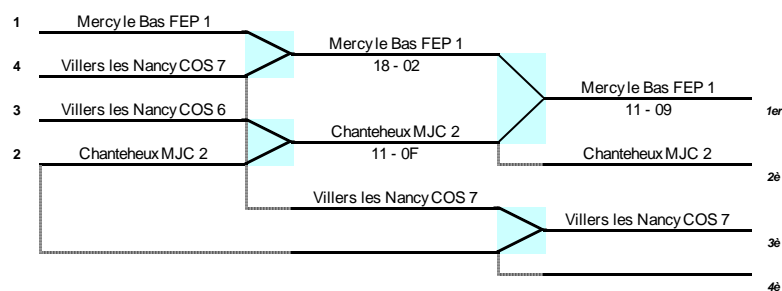 1 Mercy le Bas FEP 1
Mercy le Bas FEP 1
4 Villers les Nancy COS 7
18 - 02
Mercy le Bas FEP 1
3 Villers les Nancy COS 6
11 - 09
1er
Chanteheux MJC 2
2 Chanteheux MJC 2
11 - 0F
Chanteheux MJC 2
2è
Villers les Nancy COS 7
Villers les Nancy COS 7
3è
4è